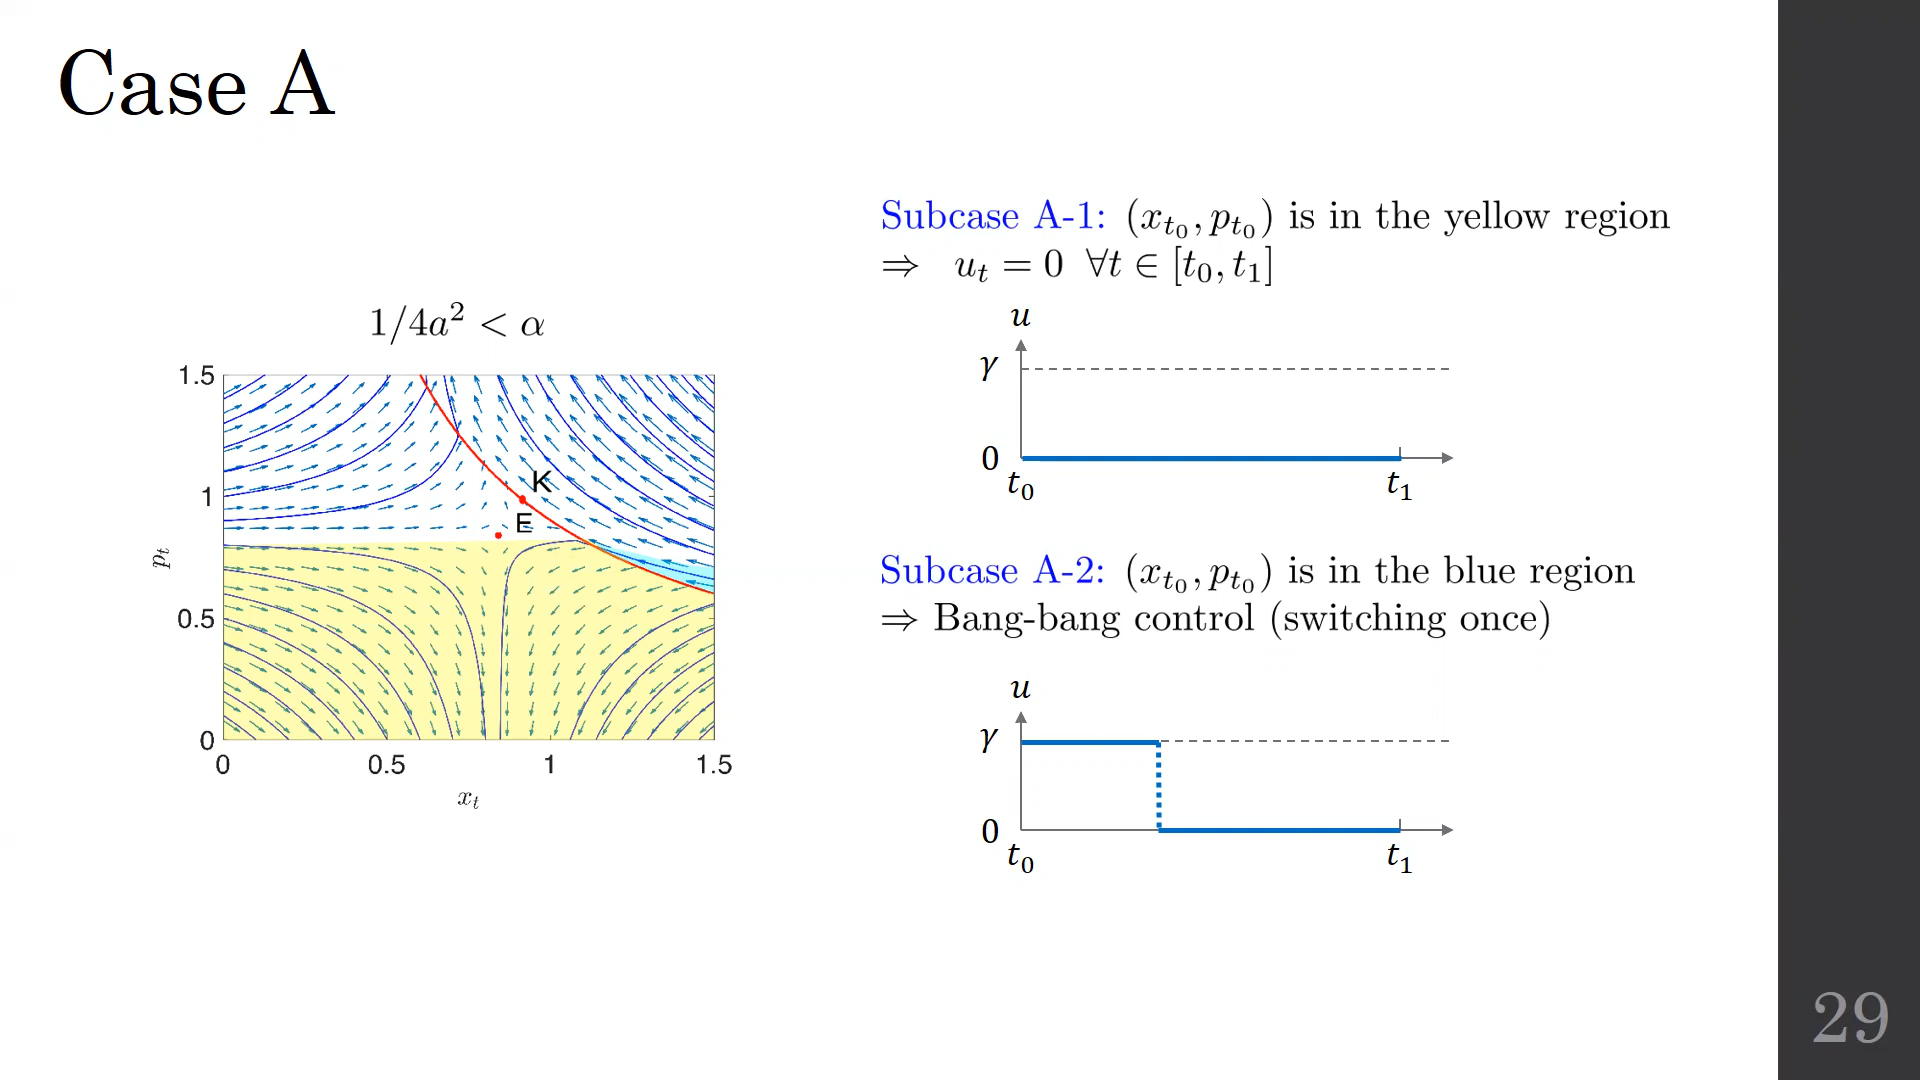 Case A
1/4a² < α
1.5
1
0.5
0
0 0.5 1 1.5
p_t
x_t
K
E
Subcase A-1: (x_{t_0}, p_{t_0}) is in the yellow region
⇒ u_t = 0 ∀t ∈ [t_0, t_1]
u
γ
0
t_0 t_1
Subcase A-2: (x_{t_0}, p_{t_0}) is in the blue region
⇒ Bang-bang control (switching once)
u
γ
0
t_0 t_1
29